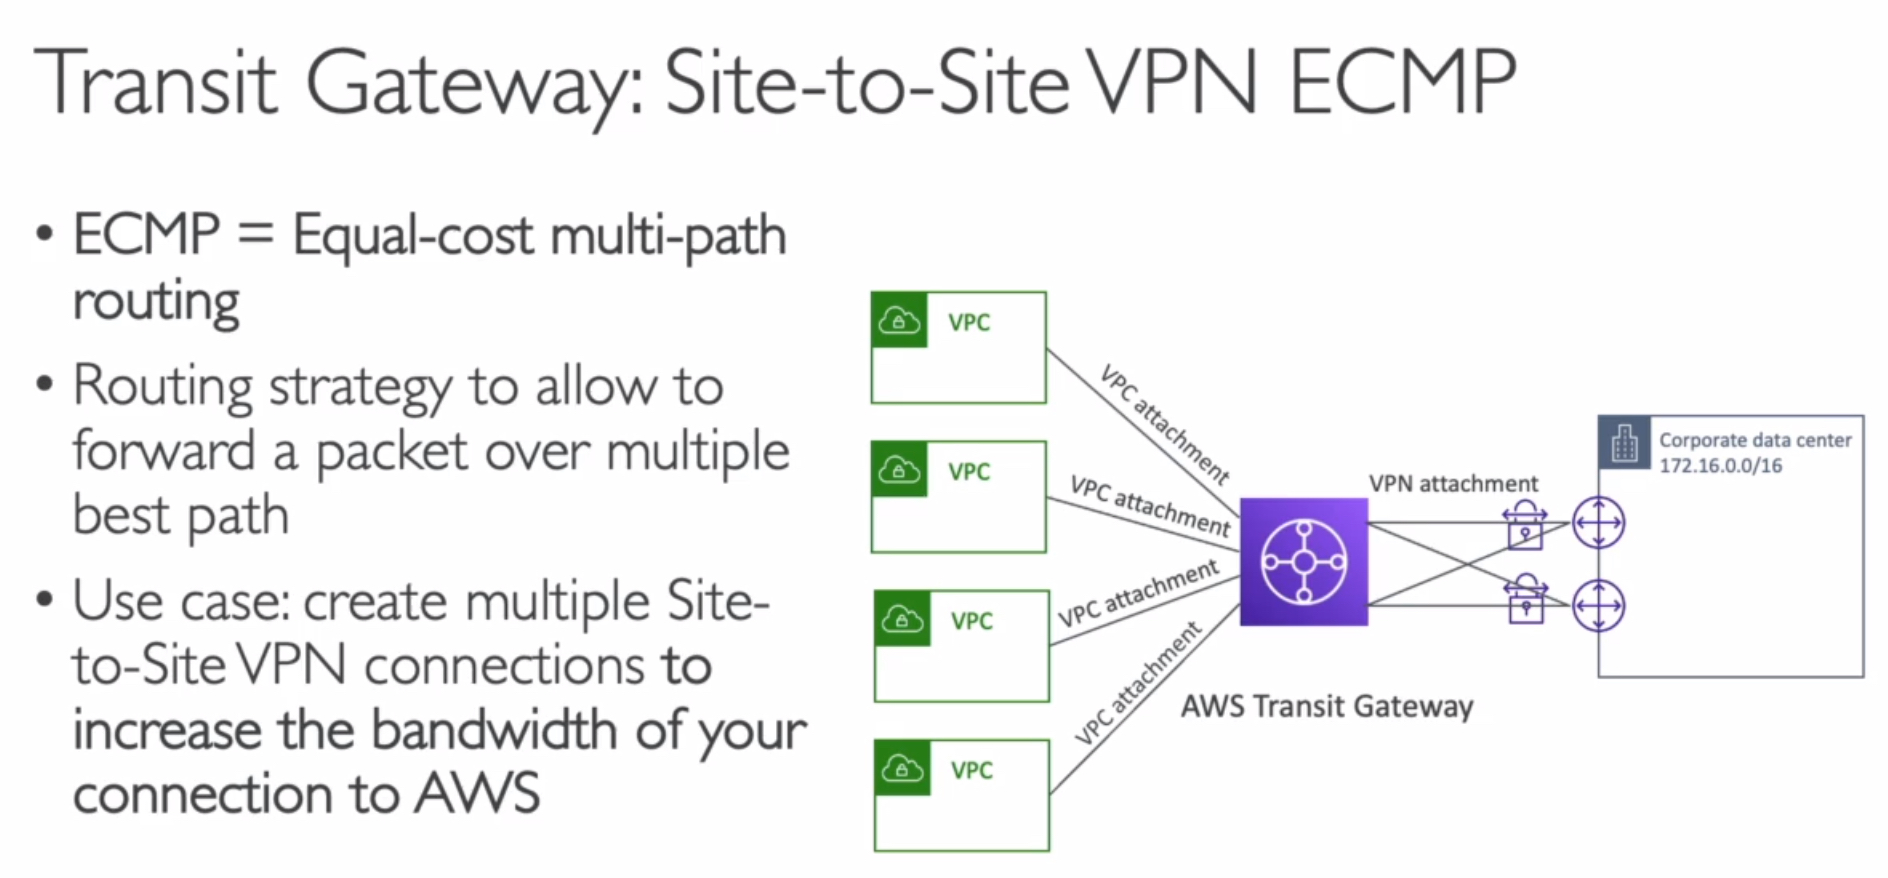 Transit Gateway: Site-to-Site VPN ECMP
• ECMP = Equal-cost multi-path
routing
• Routing strategy to allow to
forward a packet over multiple
best path
• Use case: create multiple Site-
to-Site VPN connections to
increase the bandwidth of your
connection to AWS
VPC
VPC
VPC
VPC
VPC attachment
VPC attachment
VPC attachment
VPC attachment
AWS Transit Gateway
VPN attachment
Corporate data center
172.16.0.0/16